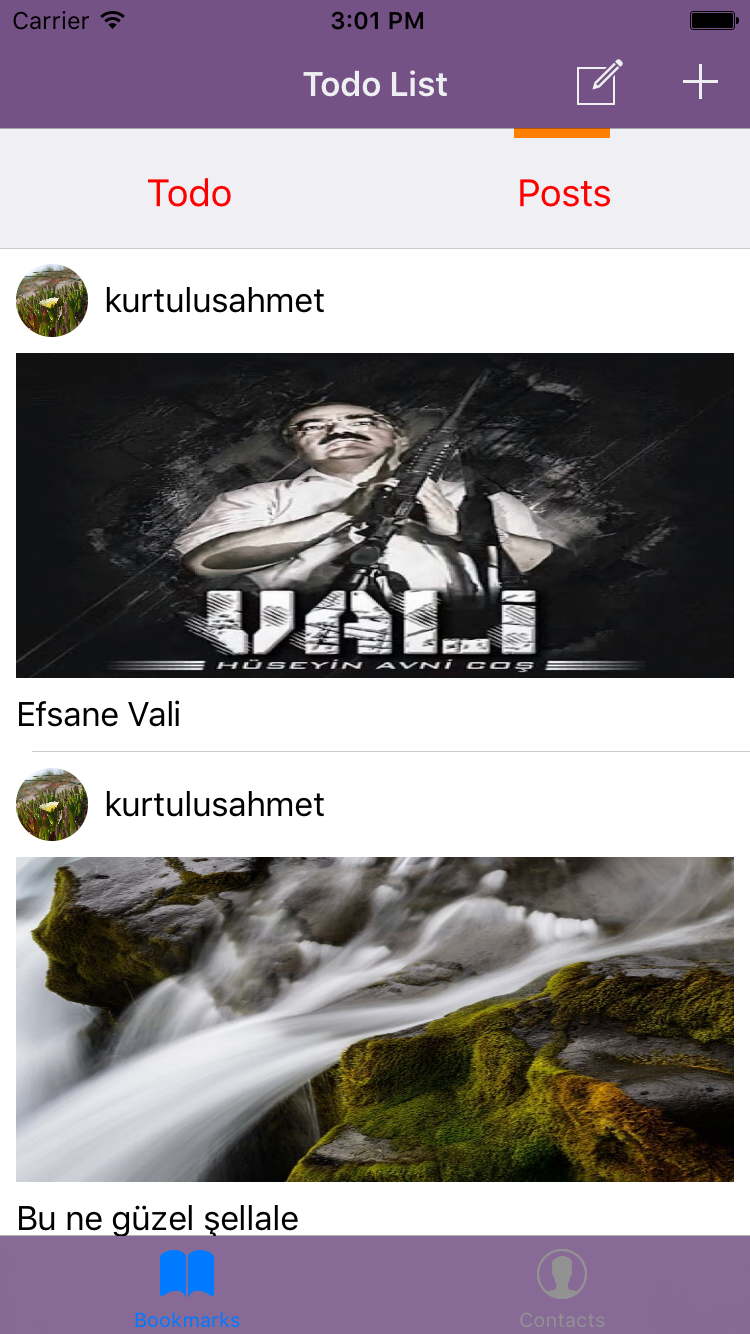 Carrier 3:01 PM
Todo List
Todo Posts
kurtulusahmet
VALİ
HÜSEYİN AVNİ COŞ
Efsane Vali
kurtulusahmet
Bu ne güzel şellale
Bookmarks Contacts